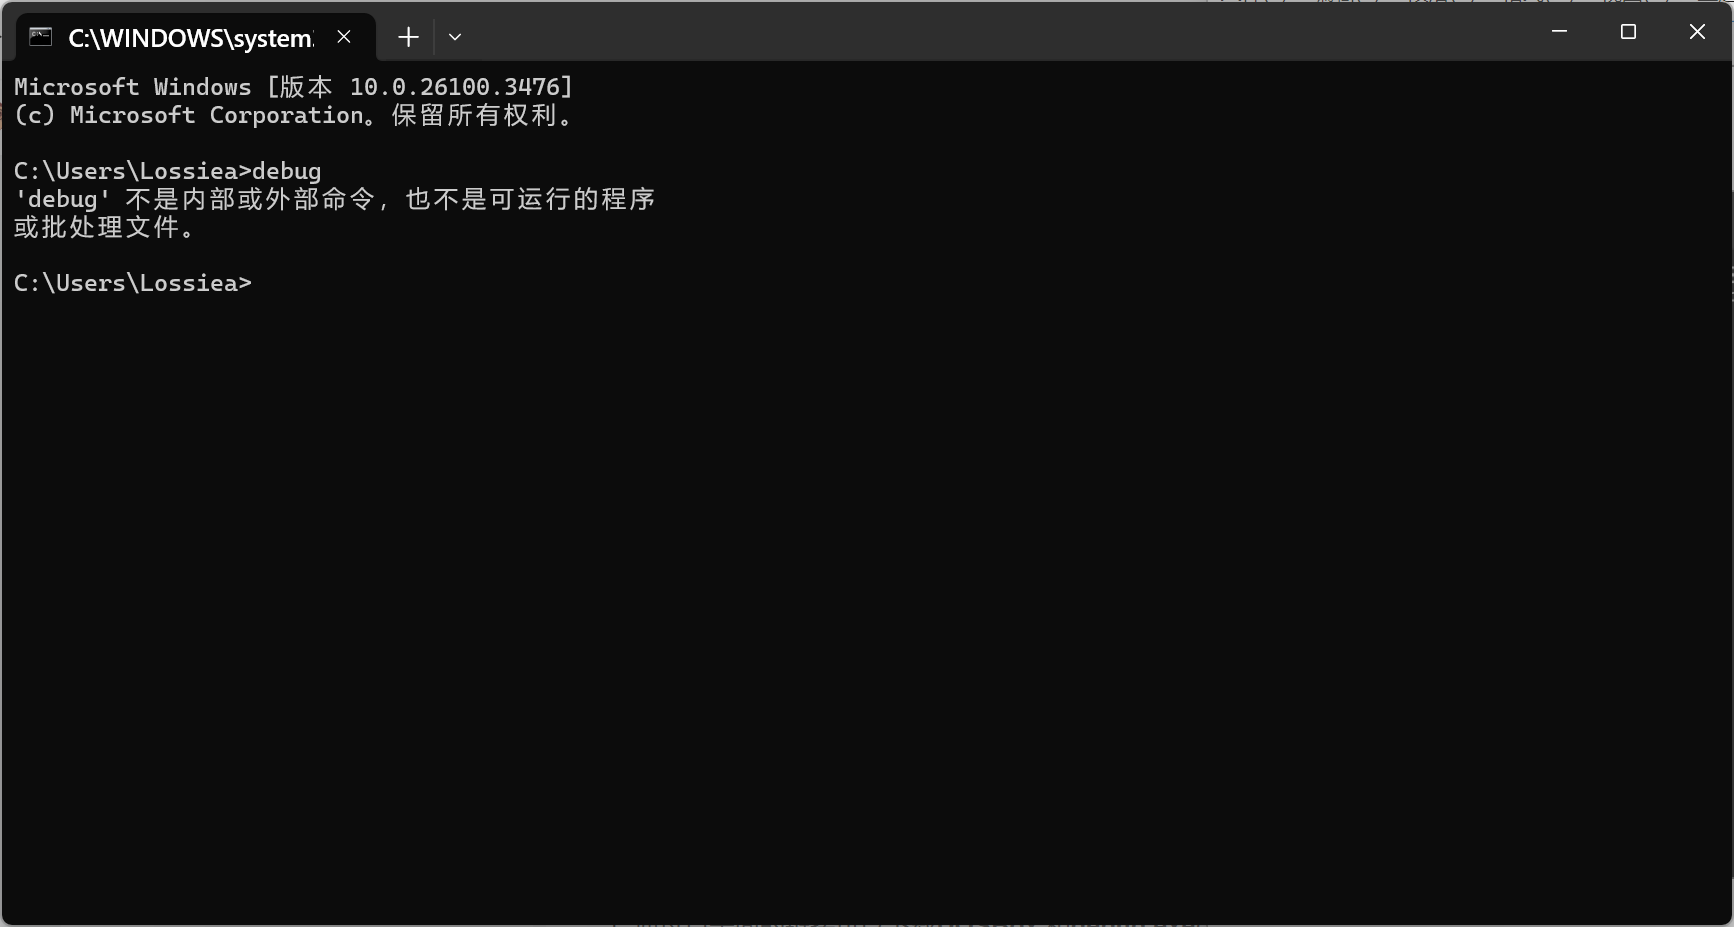 C:\WINDOWS\system
Microsoft Windows [版本 10.0.26100.3476]
(c) Microsoft Corporation。保留所有权利。
C:\Users\Lossiea>debug
'debug' 不是内部或外部命令，也不是可运行的程序
或批处理文件。
C:\Users\Lossiea>